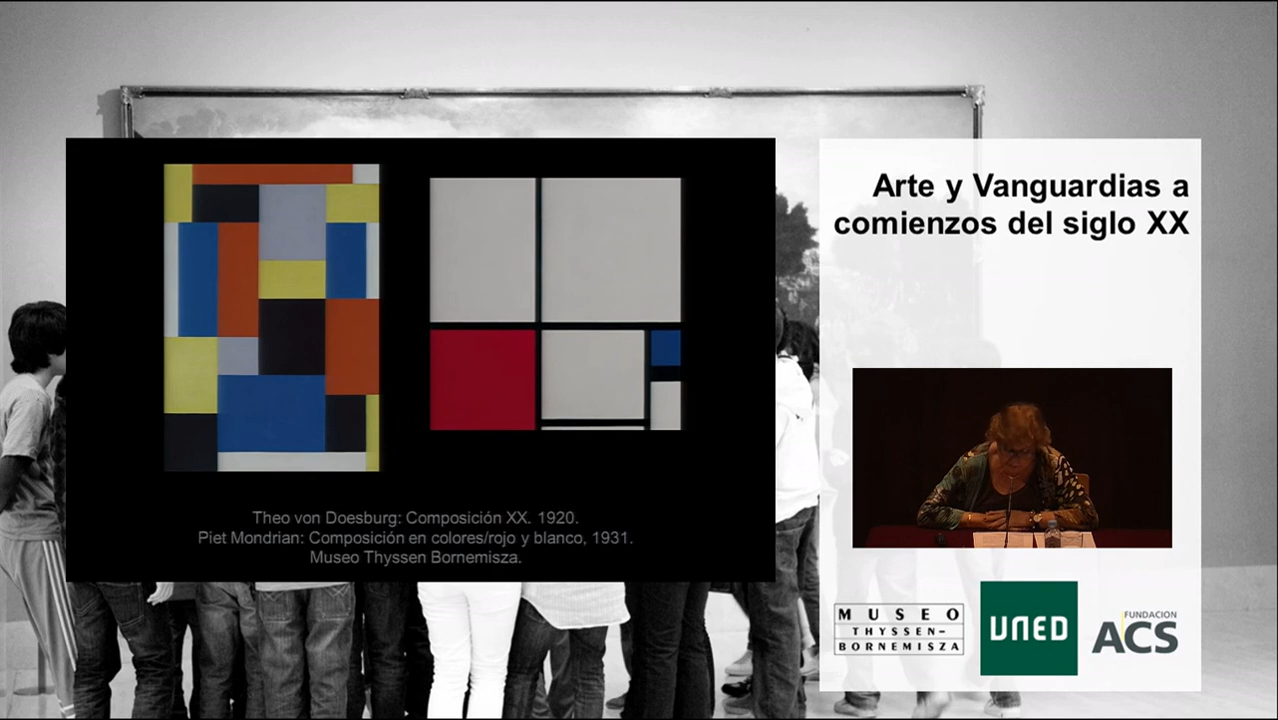 Arte y Vanguardias a
comienzos del siglo XX
Theo von Doesburg: Composición XX. 1920.
Piet Mondrian: Composición en colores/rojo y blanco, 1931.
Museo Thyssen Bornemisza.
MUSEO
THYSSEN-
BORNEMISZA
UNED
FUNDACION
ACS